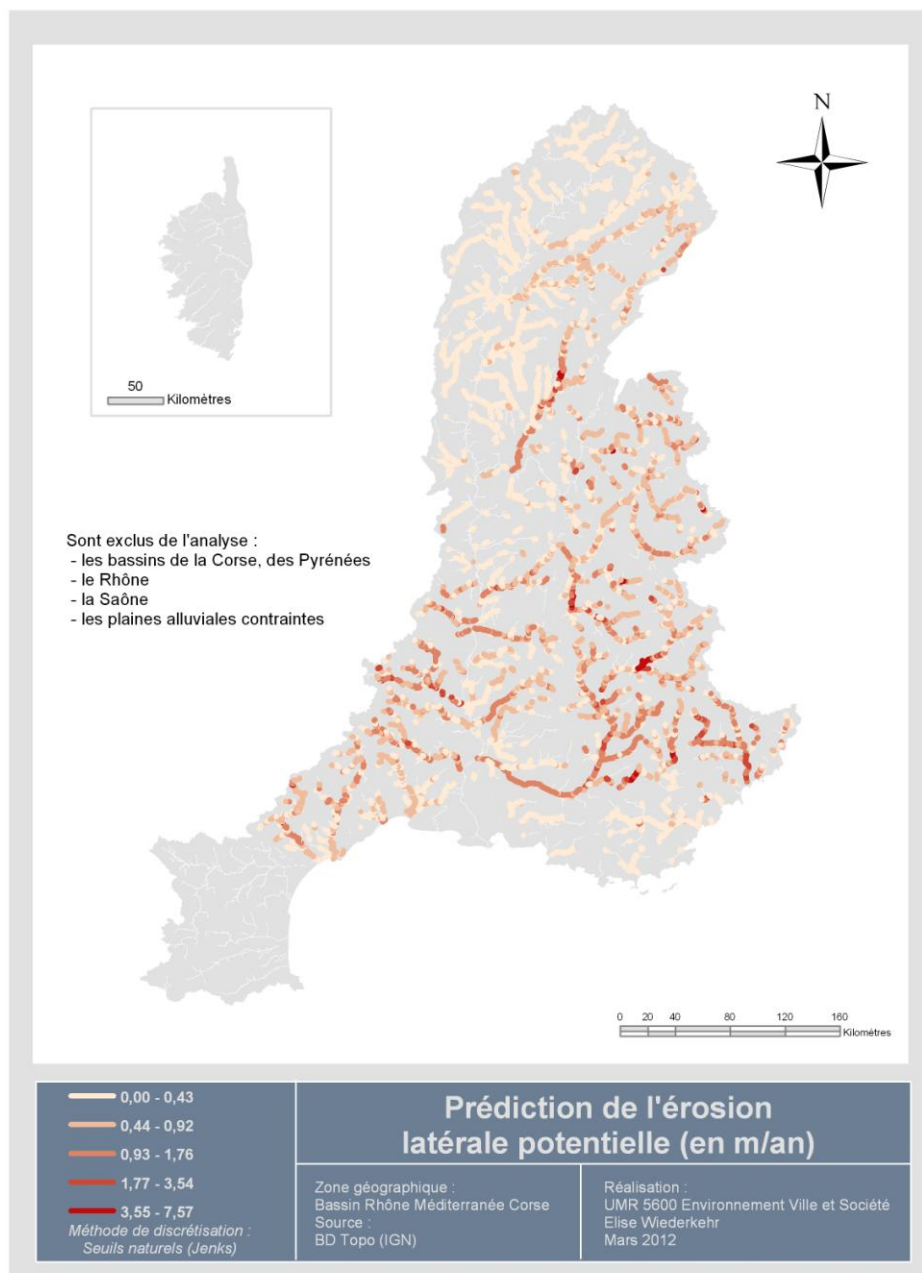 N
50
Kilomètres
Sont exclus de l'analyse :
- les bassins de la Corse, des Pyrénées
- le Rhône
- la Saône
- les plaines alluviales contraintes
0 20 40 80 120 160
Kilomètres
0,00 - 0,43
0,44 - 0,92
0,93 - 1,76
1,77 - 3,54
3,55 - 7,57
Méthode de discrétisation :
Seuils naturels (Jenks)
Prédiction de l'érosion
latérale potentielle (en m/an)
Zone géographique :
Bassin Rhône Méditerranée Corse
Source :
BD Topo (IGN)
Réalisation :
UMR 5600 Environnement Ville et Société
Elise Wiederkehr
Mars 2012